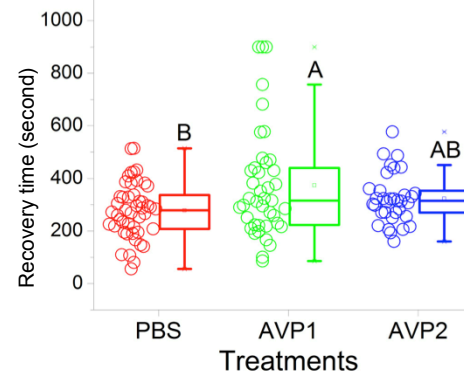 1000
800
600
400
200
0
Recovery time (second)
B
A
AB
PBS AVP1 AVP2
Treatments